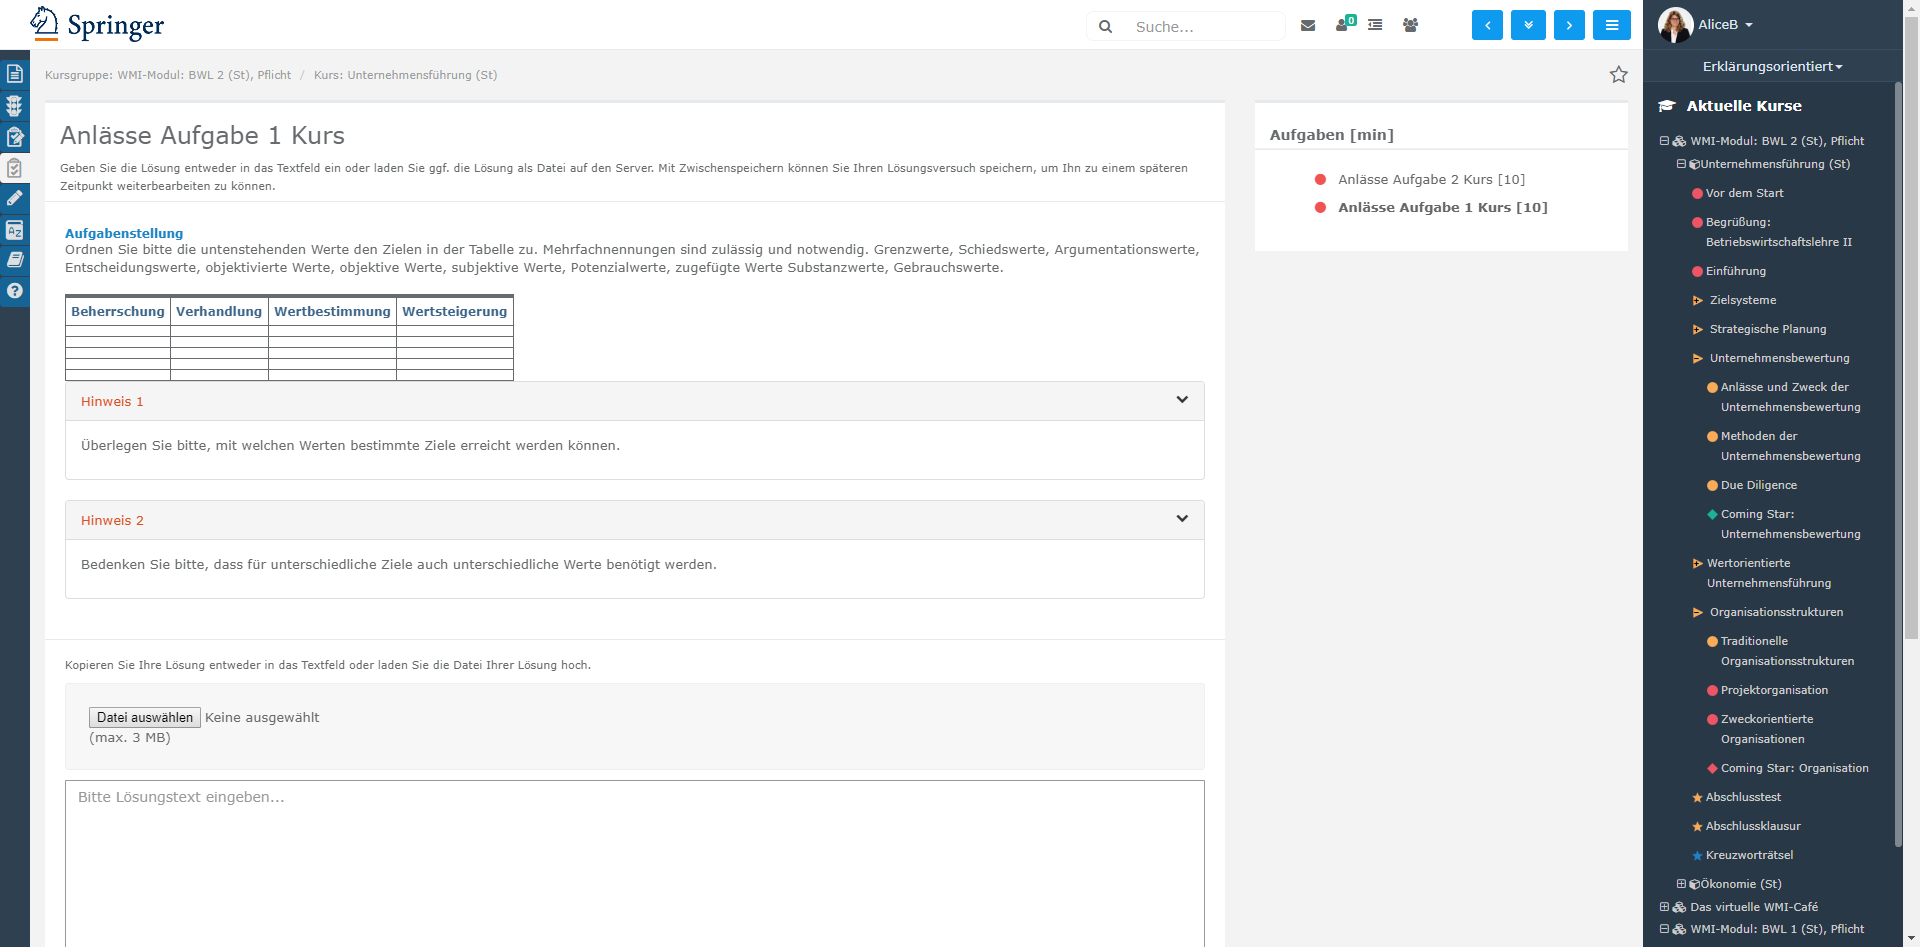 Springer
Suche...
0
AliceB
Erklärungsorientiert
Kursgruppe: WMI-Modul: BWL 2 (St), Pflicht / Kurs: Unternehmensführung (St)
Anlässe Aufgabe 1 Kurs
Geben Sie die Lösung entweder in das Textfeld ein oder laden Sie ggf. die Lösung als Datei auf den Server. Mit Zwischenspeichern können Sie Ihren Lösungsversuch speichern, um Ihn zu einem späteren
Zeitpunkt weiterbearbeiten zu können.
Aufgabenstellung
Ordnen Sie bitte die untenstehenden Werte den Zielen in der Tabelle zu. Mehrfachnennungen sind zulässig und notwendig. Grenzwerte, Schiedswerte, Argumentationswerte,
Entscheidungswerte, objektivierte Werte, objektive Werte, subjektive Werte, Potenzialwerte, zugefügte Werte Substanzwerte, Gebrauchswerte.
Beherrschung Verhandlung Wertbestimmung Wertsteigerung
Hinweis 1
Überlegen Sie bitte, mit welchen Werten bestimmte Ziele erreicht werden können.
Hinweis 2
Bedenken Sie bitte, dass für unterschiedliche Ziele auch unterschiedliche Werte benötigt werden.
Kopieren Sie Ihre Lösung entweder in das Textfeld oder laden Sie die Datei Ihrer Lösung hoch.
Datei auswählen Keine ausgewählt
(max. 3 MB)
Bitte Lösungstext eingeben...
Aufgaben [min]
Anlässe Aufgabe 2 Kurs [10]
Anlässe Aufgabe 1 Kurs [10]
Aktuelle Kurse
WMI-Modul: BWL 2 (St), Pflicht
Unternehmensführung (St)
Vor dem Start
Begrüßung:
Betriebswirtschaftslehre II
Einführung
Zielsysteme
Strategische Planung
Unternehmensbewertung
Anlässe und Zweck der
Unternehmensbewertung
Methoden der
Unternehmensbewertung
Due Diligence
Coming Star:
Unternehmensbewertung
Wertorientierte
Unternehmensführung
Organisationsstrukturen
Traditionelle
Organisationsstrukturen
Projektorganisation
Zweckorientierte
Organisationen
Coming Star: Organisation
Abschlusstest
Abschlussklausur
Kreuzworträtsel
Ökonomie (St)
Das virtuelle WMI-Café
WMI-Modul: BWL 1 (St), Pflicht